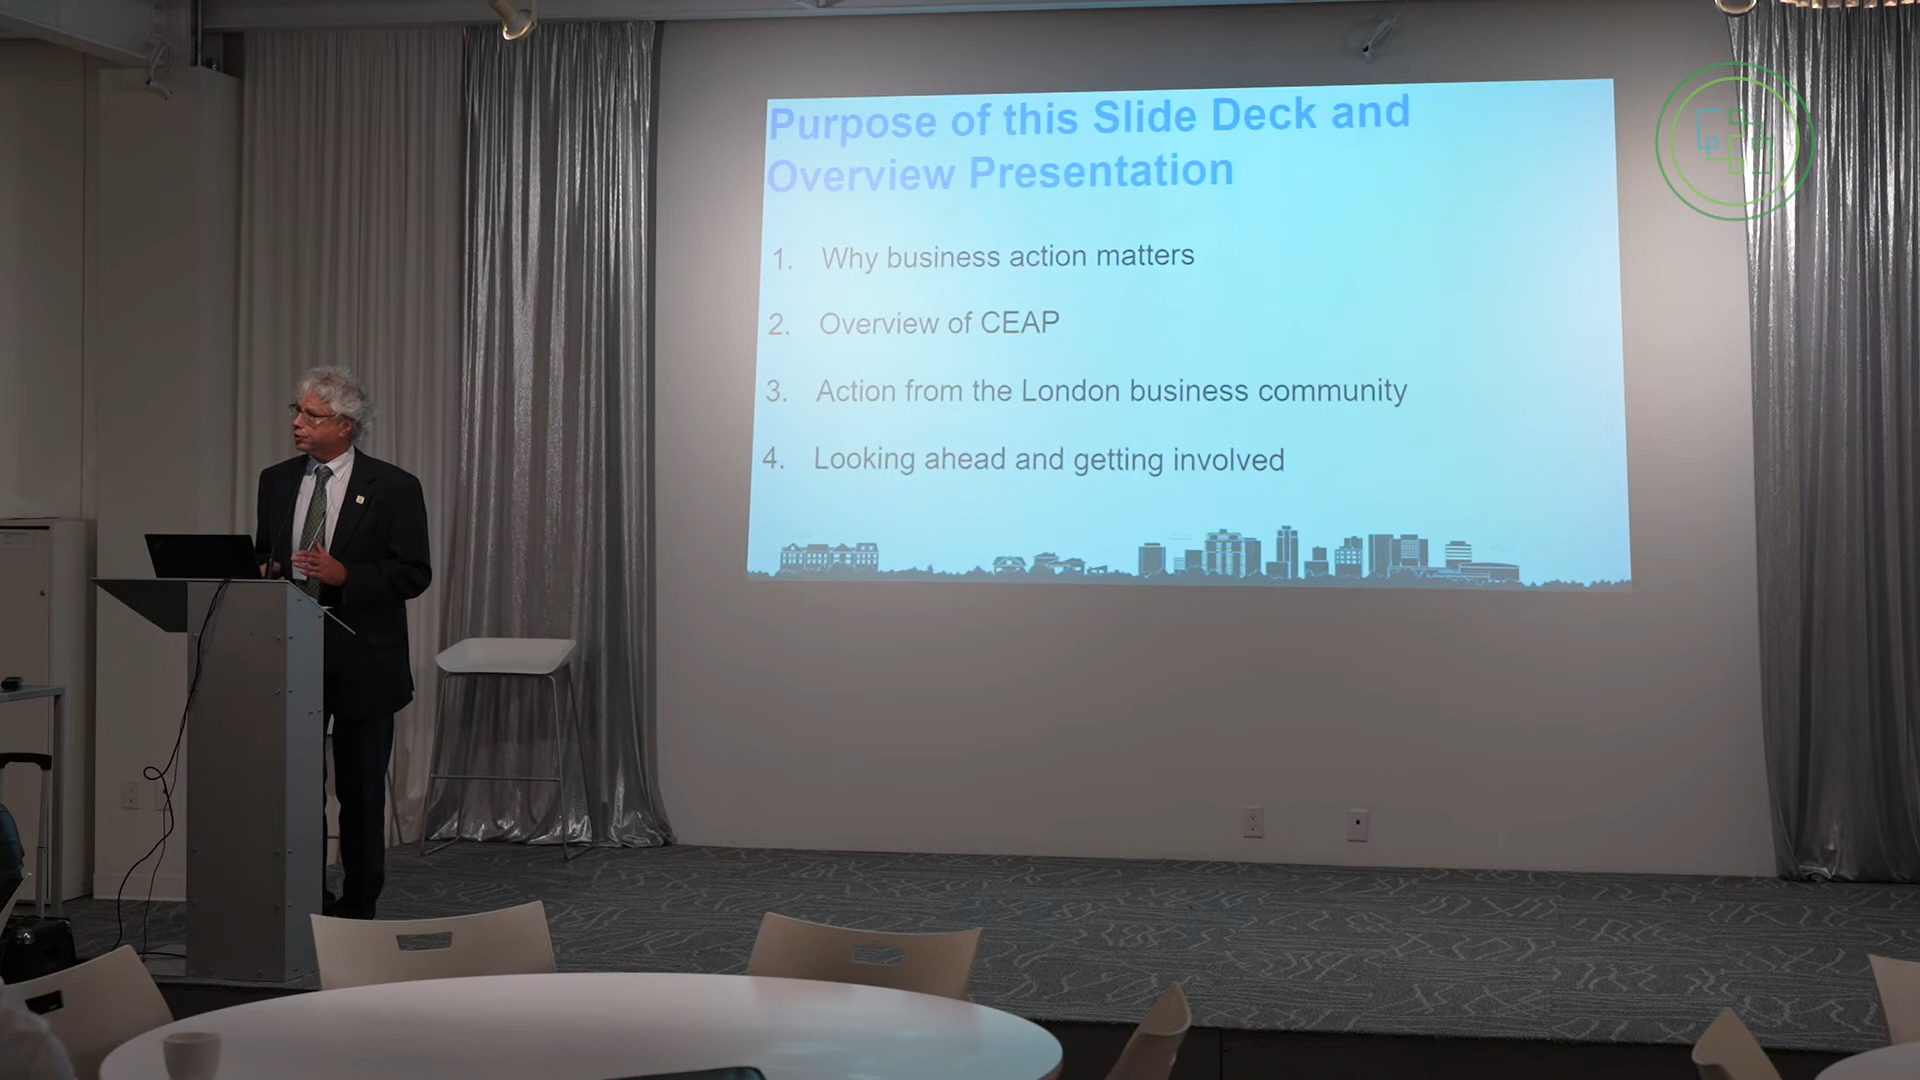 Purpose of this Slide Deck and
Overview Presentation
1. Why business action matters
2. Overview of CEAP
3. Action from the London business community
4. Looking ahead and getting involved